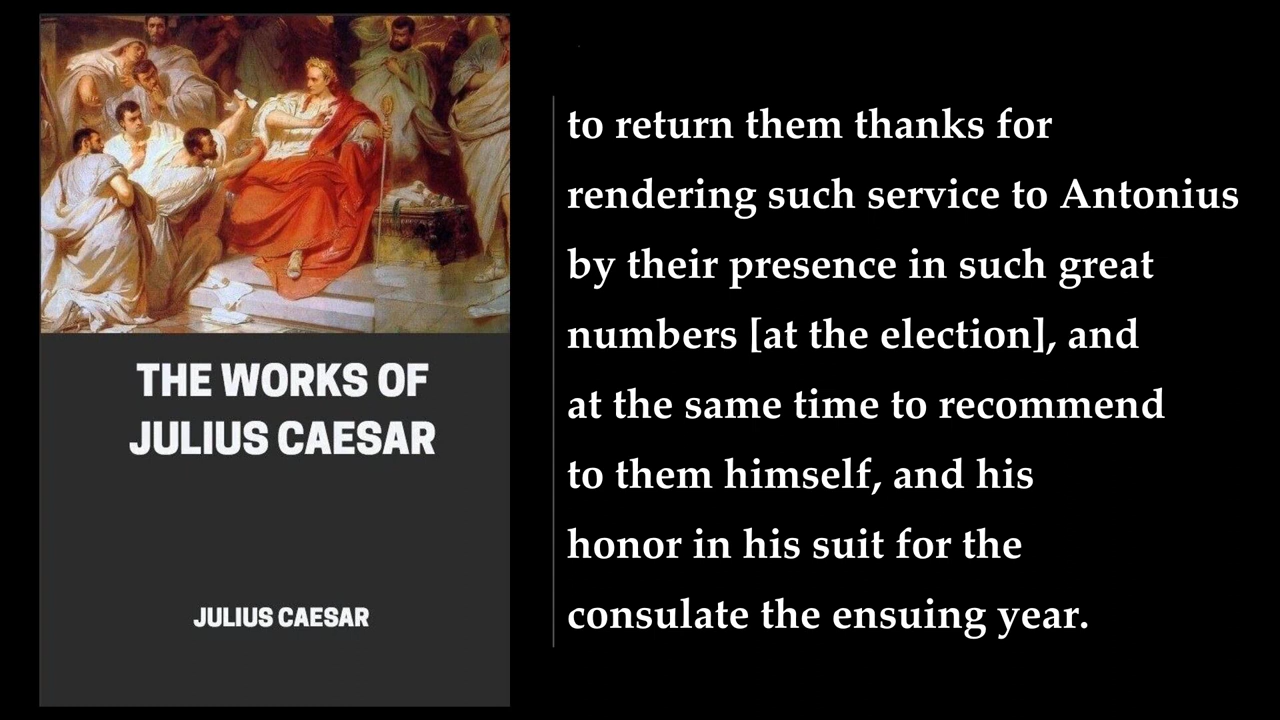 THE WORKS OF
JULIUS CAESAR
JULIUS CAESAR
to return them thanks for
rendering such service to Antonius
by their presence in such great
numbers [at the election], and
at the same time to recommend
to them himself, and his
honor in his suit for the
consulate the ensuing year.